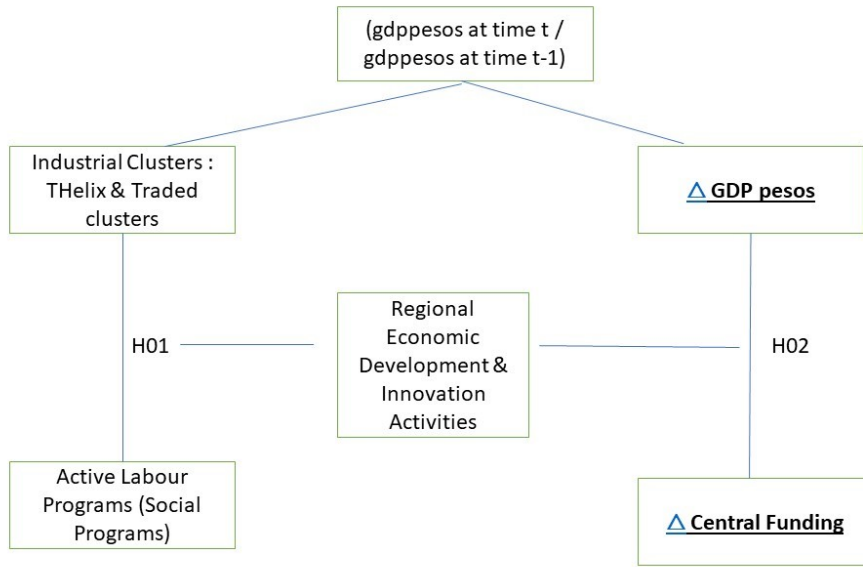 (gdppesos at time t /
gdppesos at time t-1)
Industrial Clusters :
THelix & Traded
clusters
△ GDP pesos
Regional
Economic
Development &
Innovation
Activities
H01
H02
Active Labour
Programs (Social
Programs)
△ Central Funding